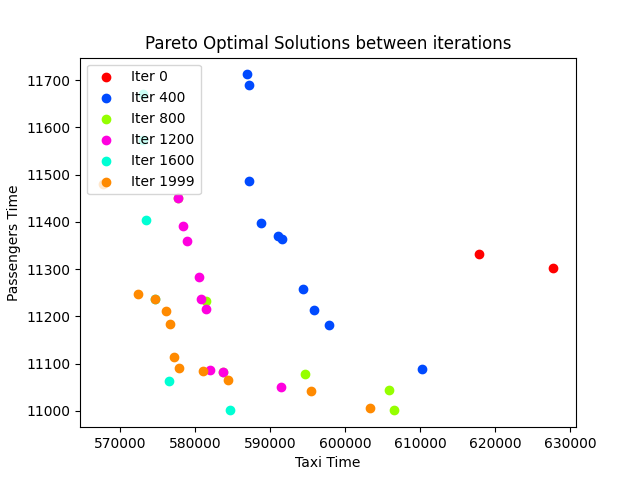 Pareto Optimal Solutions between iterations
11700
11600
11500
11400
11300
11200
11100
11000
Passengers Time
Iter 0
Iter 400
Iter 800
Iter 1200
Iter 1600
Iter 1999
570000 580000 590000 600000 610000 620000 630000
Taxi Time